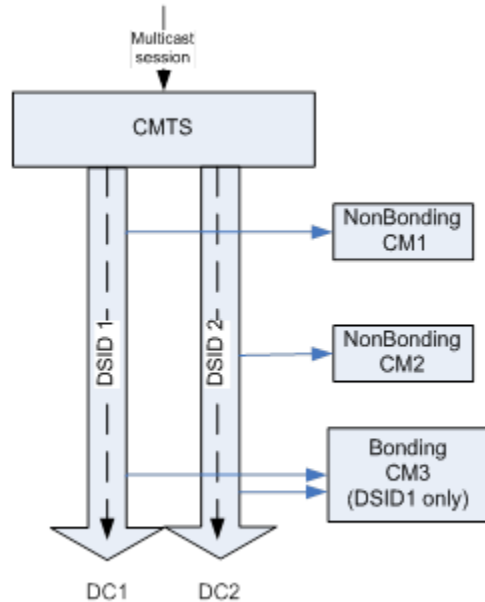 Multicast
session
CMTS
NonBonding
CM1
DSID 1
DSID 2
NonBonding
CM2
Bonding
CM3
(DSID1 only)
DC1
DC2